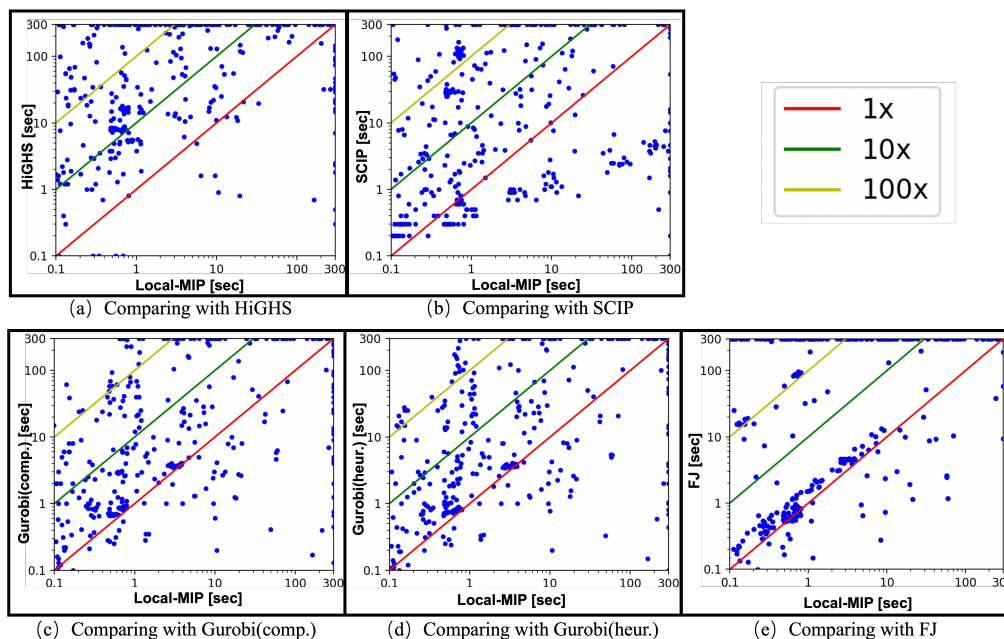 300
100
10
1
0.1
HiGHS [sec]
0.1 1 10 100 300
Local-MIP [sec]
(a) Comparing with HiGHS
300
100
10
1
0.1
SCIP [sec]
0.1 1 10 100 300
Local-MIP [sec]
(b) Comparing with SCIP
1x
10x
100x
300
100
10
1
0.1
Gurobi(comp.) [sec]
0.1 1 10 100 300
Local-MIP [sec]
(c) Comparing with Gurobi(comp.)
300
100
10
1
0.1
Gurobi(heur.) [sec]
0.1 1 10 100 300
Local-MIP [sec]
(d) Comparing with Gurobi(heur.)
300
100
10
1
0.1
FJ [sec]
0.1 1 10 100 300
Local-MIP [sec]
(e) Comparing with FJ